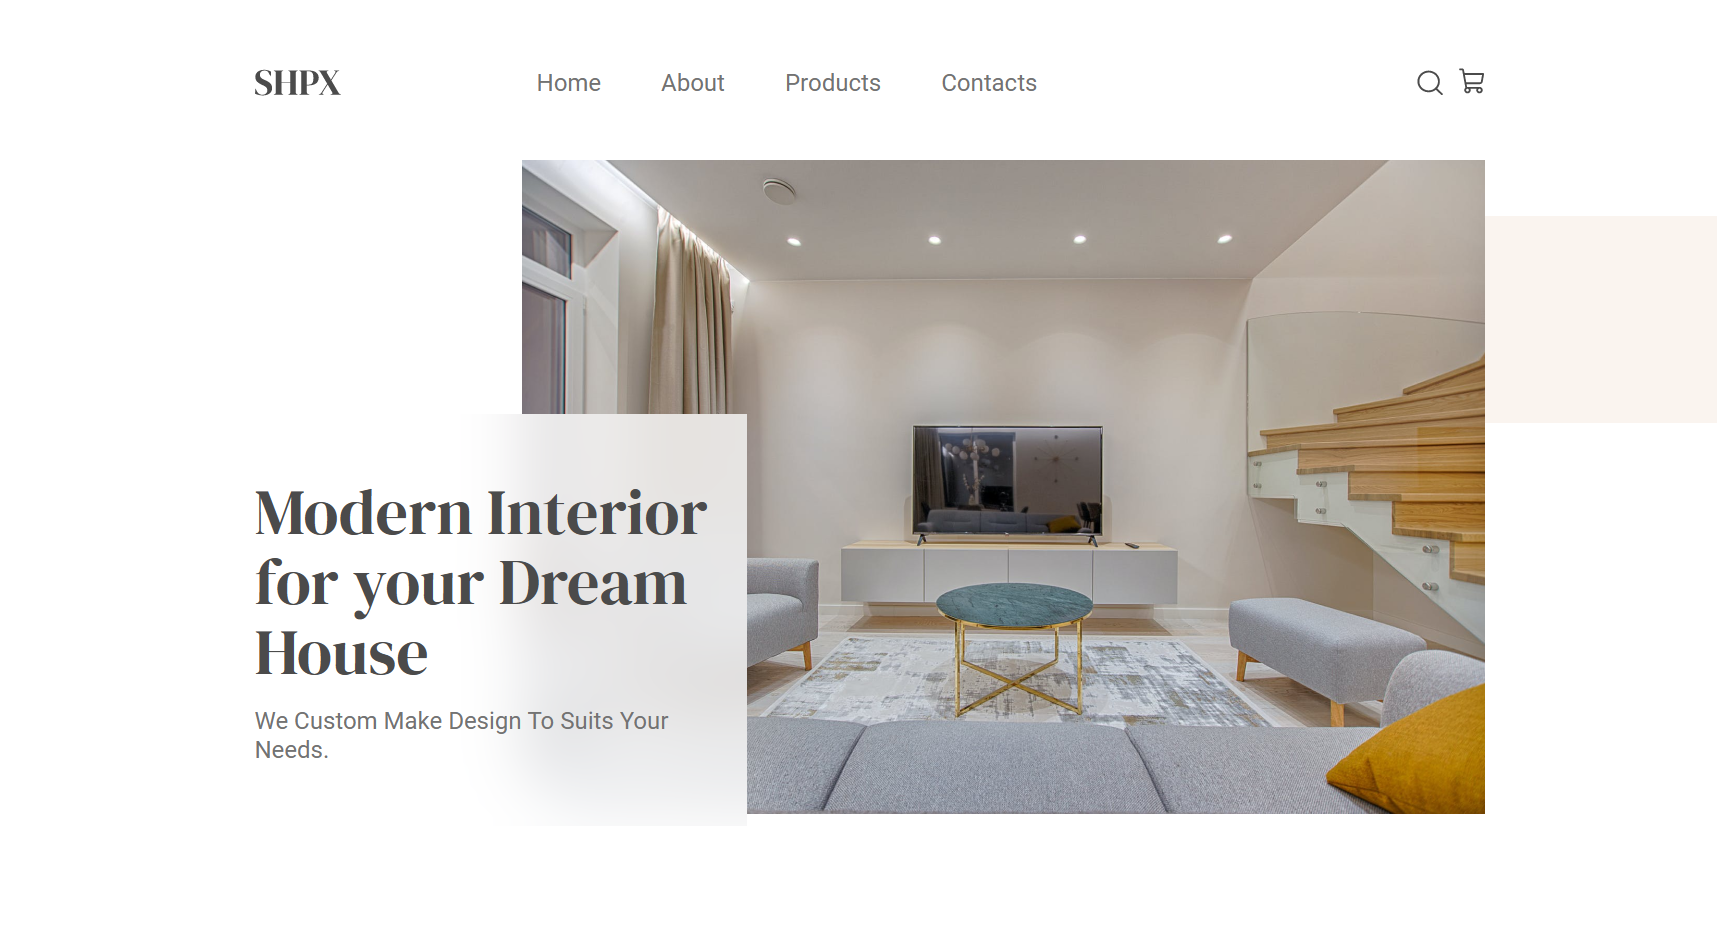 SHPX
Home About Products Contacts
Modern Interior
for your Dream
House
We Custom Make Design To Suits Your
Needs.